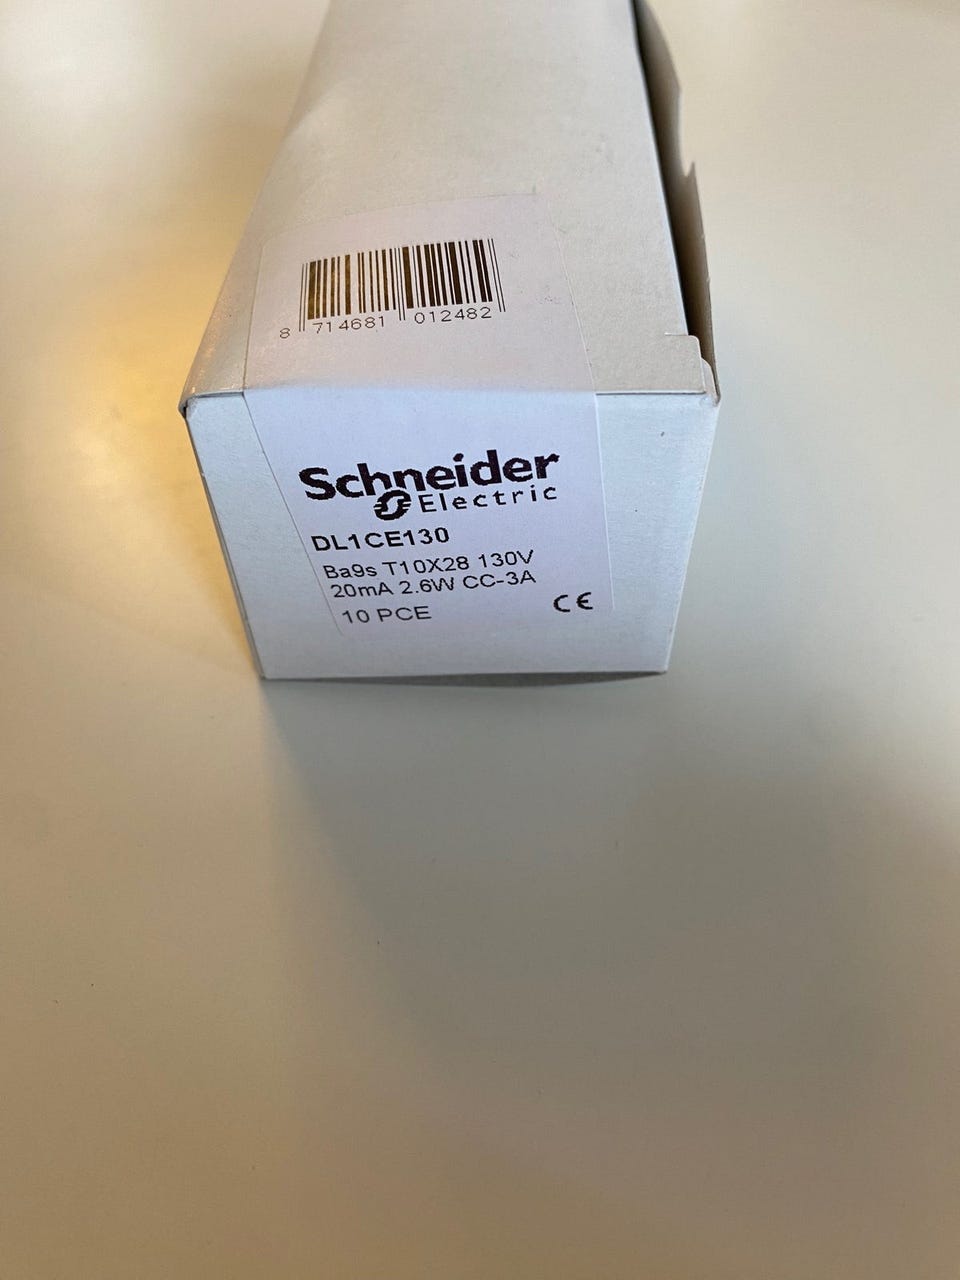 8 714681 012482
Schneider
Electric
DL1CE130
Ba9s T10X28 130V
20mA 2.6W CC-3A
10 PCE
CE